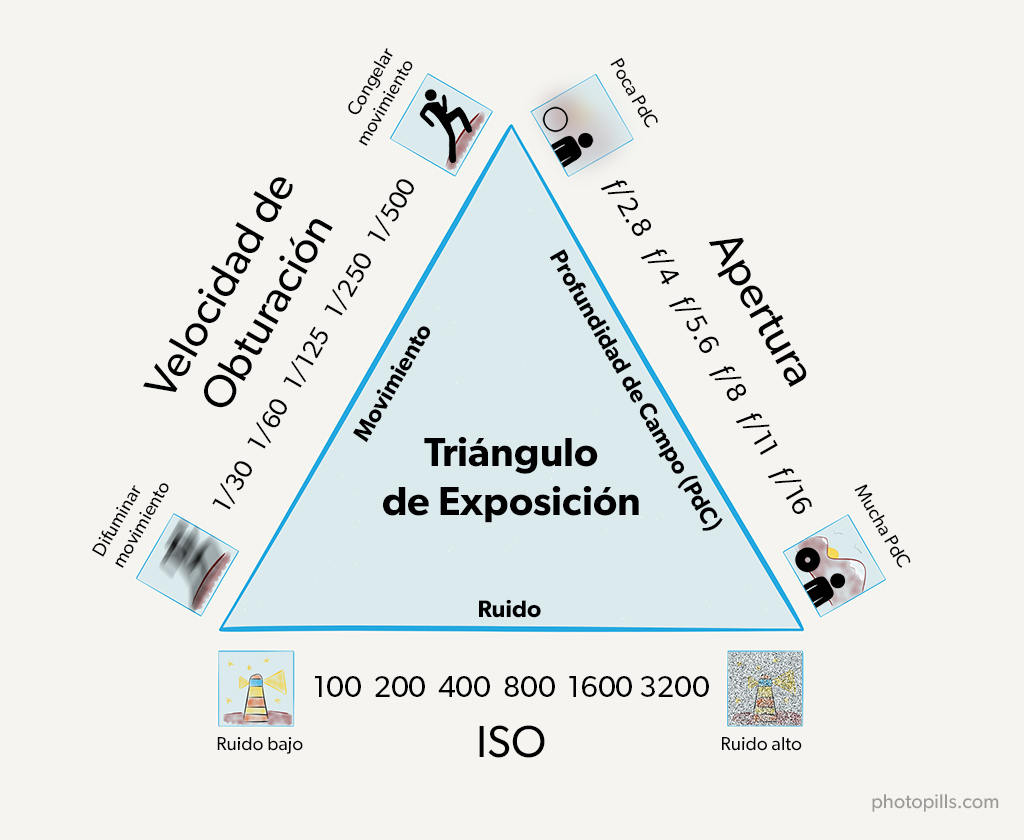 Congelar
movimiento
Poca PdC
Velocidad de
Obturación
1/30 1/60 1/125 1/250 1/500
f/2.8 f/4 f/5.6 f/8 f/11 f/16
Apertura
Movimiento
Profundidad de Campo (PdC)
Triángulo
de Exposición
Difuminar
movimiento
Mucha PdC
Ruido
100 200 400 800 1600 3200
Ruido bajo
ISO
Ruido alto
photopills.com